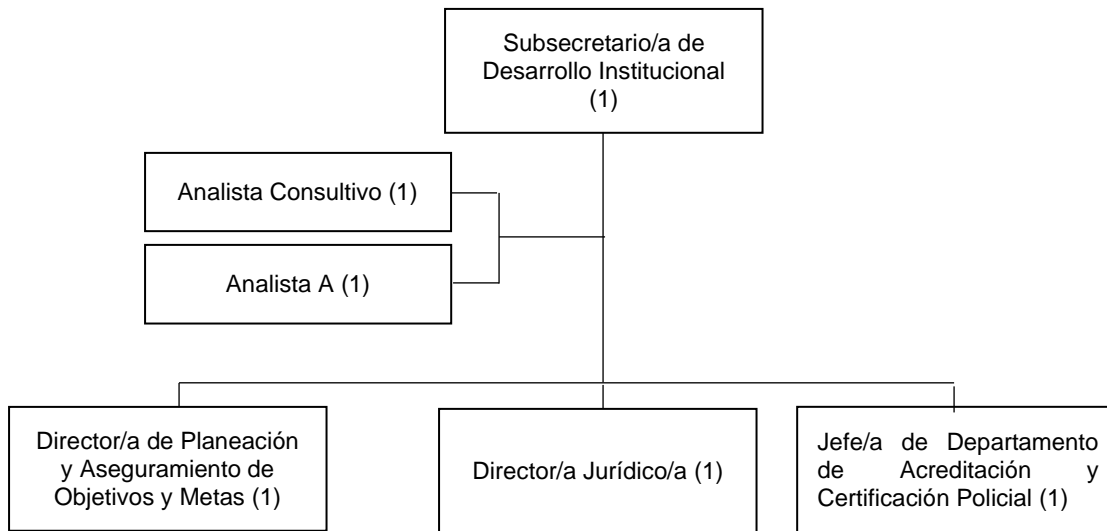 Subsecretario/a de
Desarrollo Institucional
(1)
Analista Consultivo (1)
Analista A (1)
Director/a de Planeación
y Aseguramiento de
Objetivos y Metas (1)
Director/a Jurídico/a (1)
Jefe/a de Departamento
de Acreditación y
Certificación Policial (1)